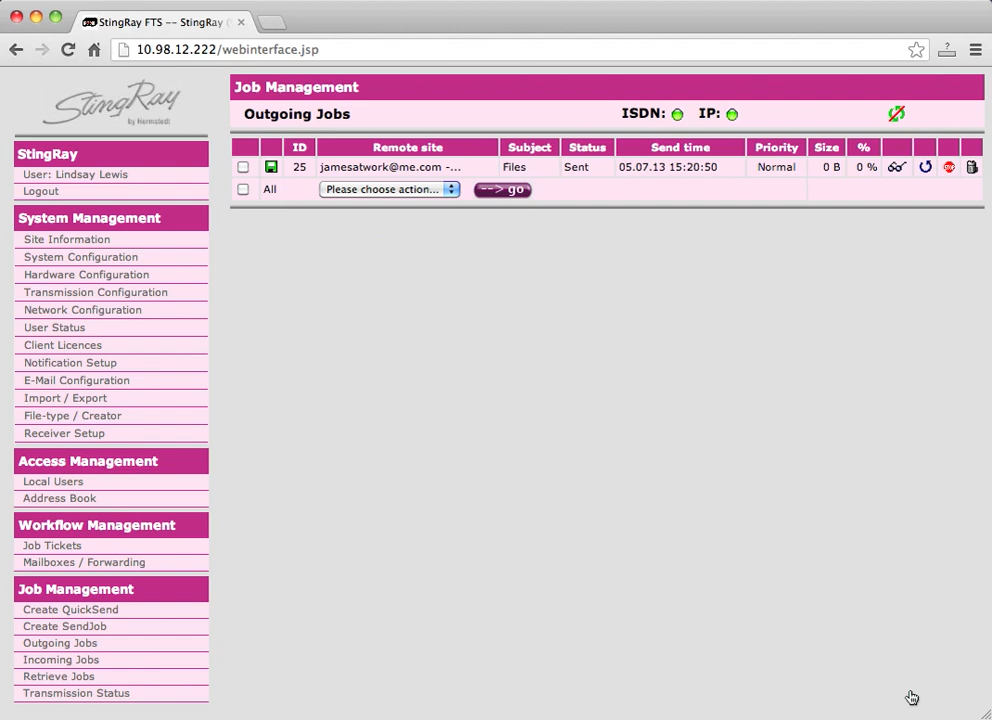 StingRay FTS -- StingRay (
10.98.12.222/webinterface.jsp
StingRay
by Hermstedt
StingRay
User: Lindsay Lewis
Logout
System Management
Site Information
System Configuration
Hardware Configuration
Transmission Configuration
Network Configuration
User Status
Client Licences
Notification Setup
E-Mail Configuration
Import / Export
File-type / Creator
Receiver Setup
Access Management
Local Users
Address Book
Workflow Management
Job Tickets
Mailboxes / Forwarding
Job Management
Create QuickSend
Create SendJob
Outgoing Jobs
Incoming Jobs
Retrieve Jobs
Transmission Status
Job Management
Outgoing Jobs ISDN: IP:
ID Remote site Subject Status Send time Priority Size %
25 jamesatwork@me.com -... Files Sent 05.07.13 15:20:50 Normal 0 B 0 %
All Please choose action... --> go